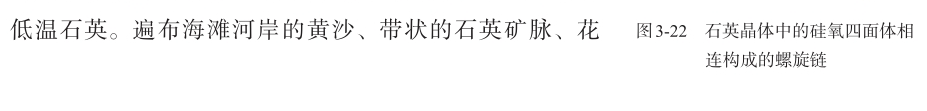 低温石英。遍布海滩河岸的黄沙、带状的石英矿脉、花
图3-22 石英晶体中的硅氧四面体相
连构成的螺旋链